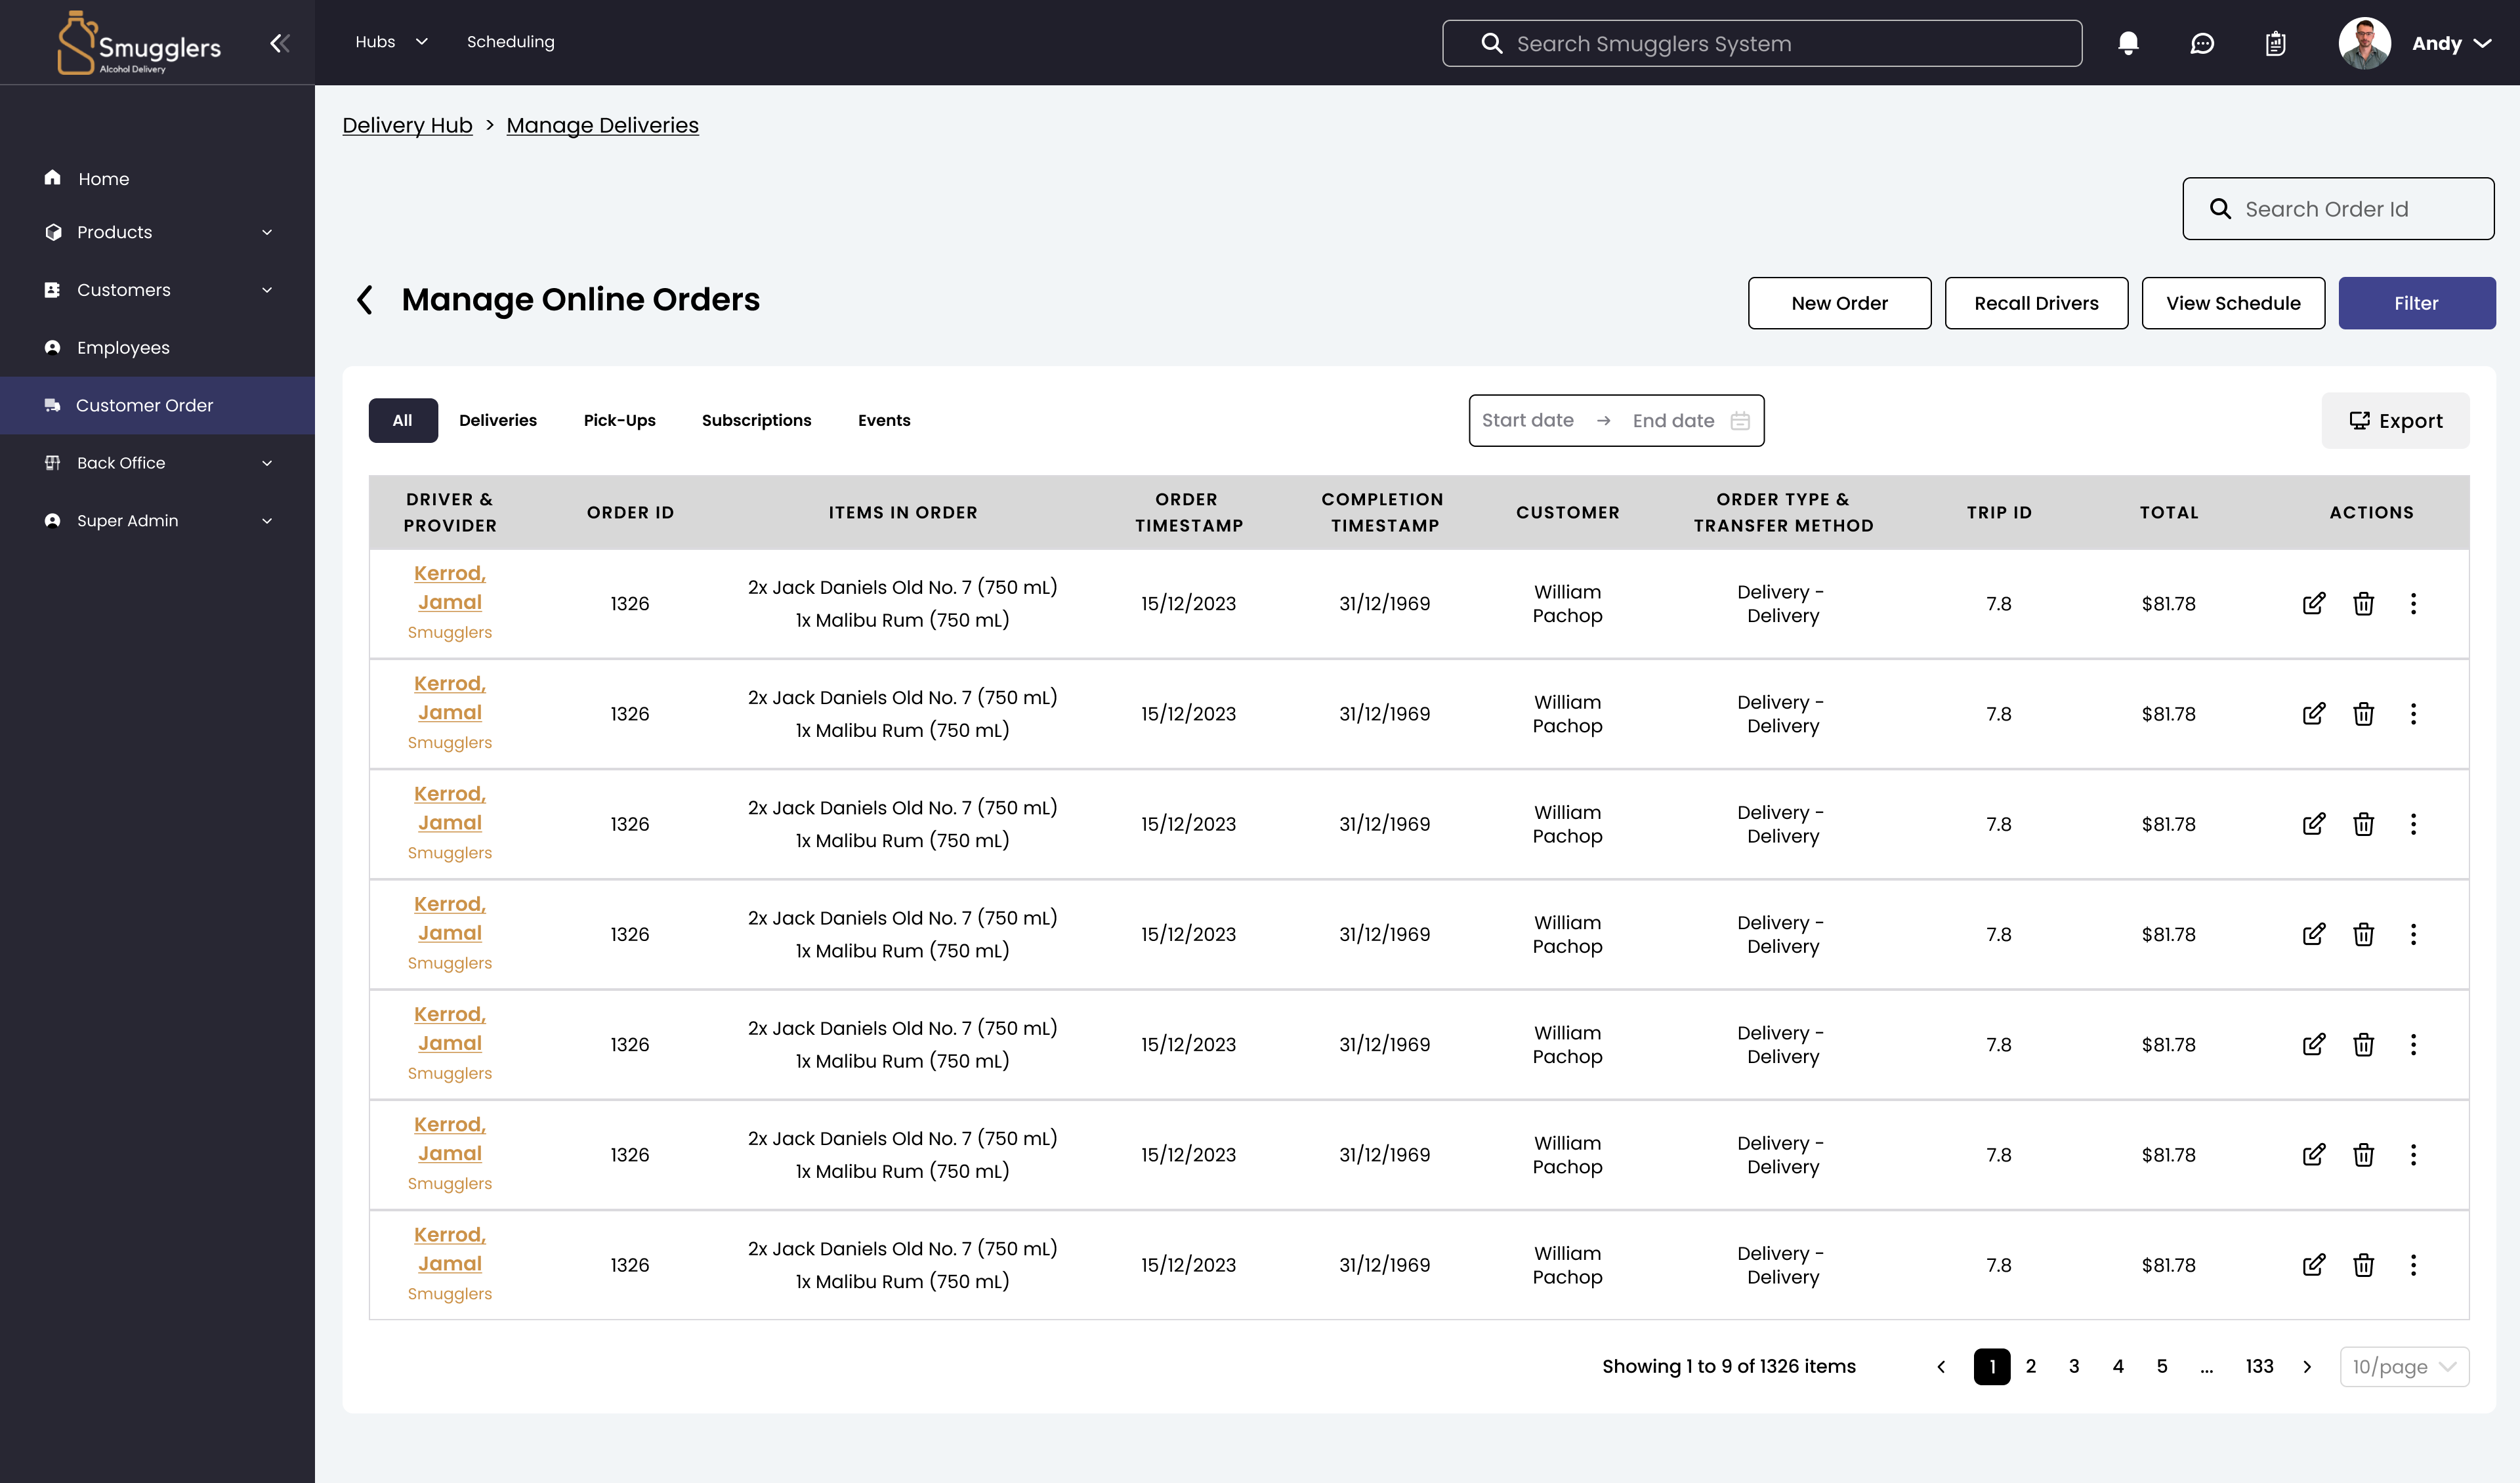 Smugglers
Alcohol Delivery
Hubs
Scheduling
Search Smugglers System
Andy
Home
Products
Customers
Employees
Customer Order
Back Office
Super Admin
Delivery Hub > Manage Deliveries
Search Order Id
Manage Online Orders
New Order
Recall Drivers
View Schedule
Filter
All
Deliveries
Pick-Ups
Subscriptions
Events
Start date → End date
Export
DRIVER &
PROVIDER
ORDER ID
ITEMS IN ORDER
ORDER
TIMESTAMP
COMPLETION
TIMESTAMP
CUSTOMER
ORDER TYPE &
TRANSFER METHOD
TRIP ID
TOTAL
ACTIONS
Kerrod,
Jamal
Smugglers
1326
2x Jack Daniels Old No. 7 (750 mL)
1x Malibu Rum (750 mL)
15/12/2023
31/12/1969
William
Pachop
Delivery -
Delivery
7.8
$81.78
Kerrod,
Jamal
Smugglers
1326
2x Jack Daniels Old No. 7 (750 mL)
1x Malibu Rum (750 mL)
15/12/2023
31/12/1969
William
Pachop
Delivery -
Delivery
7.8
$81.78
Kerrod,
Jamal
Smugglers
1326
2x Jack Daniels Old No. 7 (750 mL)
1x Malibu Rum (750 mL)
15/12/2023
31/12/1969
William
Pachop
Delivery -
Delivery
7.8
$81.78
Kerrod,
Jamal
Smugglers
1326
2x Jack Daniels Old No. 7 (750 mL)
1x Malibu Rum (750 mL)
15/12/2023
31/12/1969
William
Pachop
Delivery -
Delivery
7.8
$81.78
Kerrod,
Jamal
Smugglers
1326
2x Jack Daniels Old No. 7 (750 mL)
1x Malibu Rum (750 mL)
15/12/2023
31/12/1969
William
Pachop
Delivery -
Delivery
7.8
$81.78
Kerrod,
Jamal
Smugglers
1326
2x Jack Daniels Old No. 7 (750 mL)
1x Malibu Rum (750 mL)
15/12/2023
31/12/1969
William
Pachop
Delivery -
Delivery
7.8
$81.78
Kerrod,
Jamal
Smugglers
1326
2x Jack Daniels Old No. 7 (750 mL)
1x Malibu Rum (750 mL)
15/12/2023
31/12/1969
William
Pachop
Delivery -
Delivery
7.8
$81.78
Showing 1 to 9 of 1326 items
1 2 3 4 5 ... 133
10/page